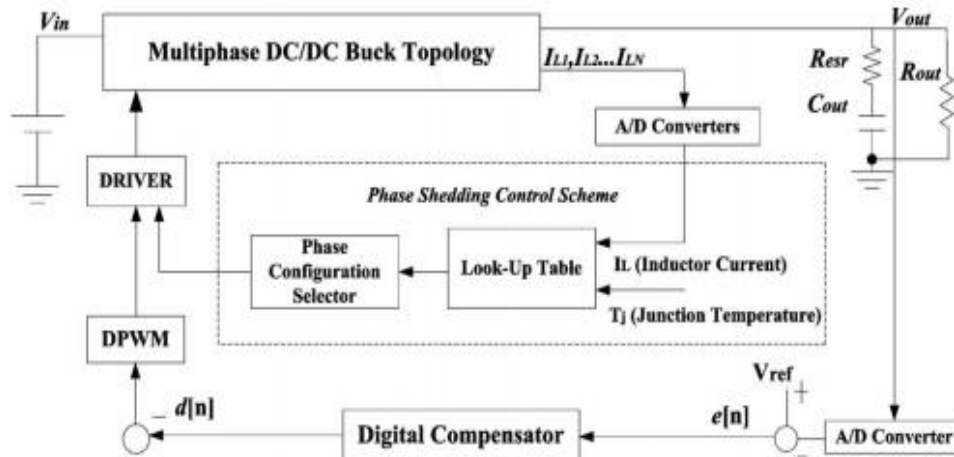 Vin
Multiphase DC/DC Buck Topology
Vout
IL1,IL2...ILN
Resr
Rout
Cout
A/D Converters
DRIVER
Phase Shedding Control Scheme
Phase
Configuration
Selector
Look-Up Table
IL (Inductor Current)
Tj (Junction Temperature)
DPWM
Vref
+
− d[n]
Digital Compensator
e[n]
−
A/D Converter